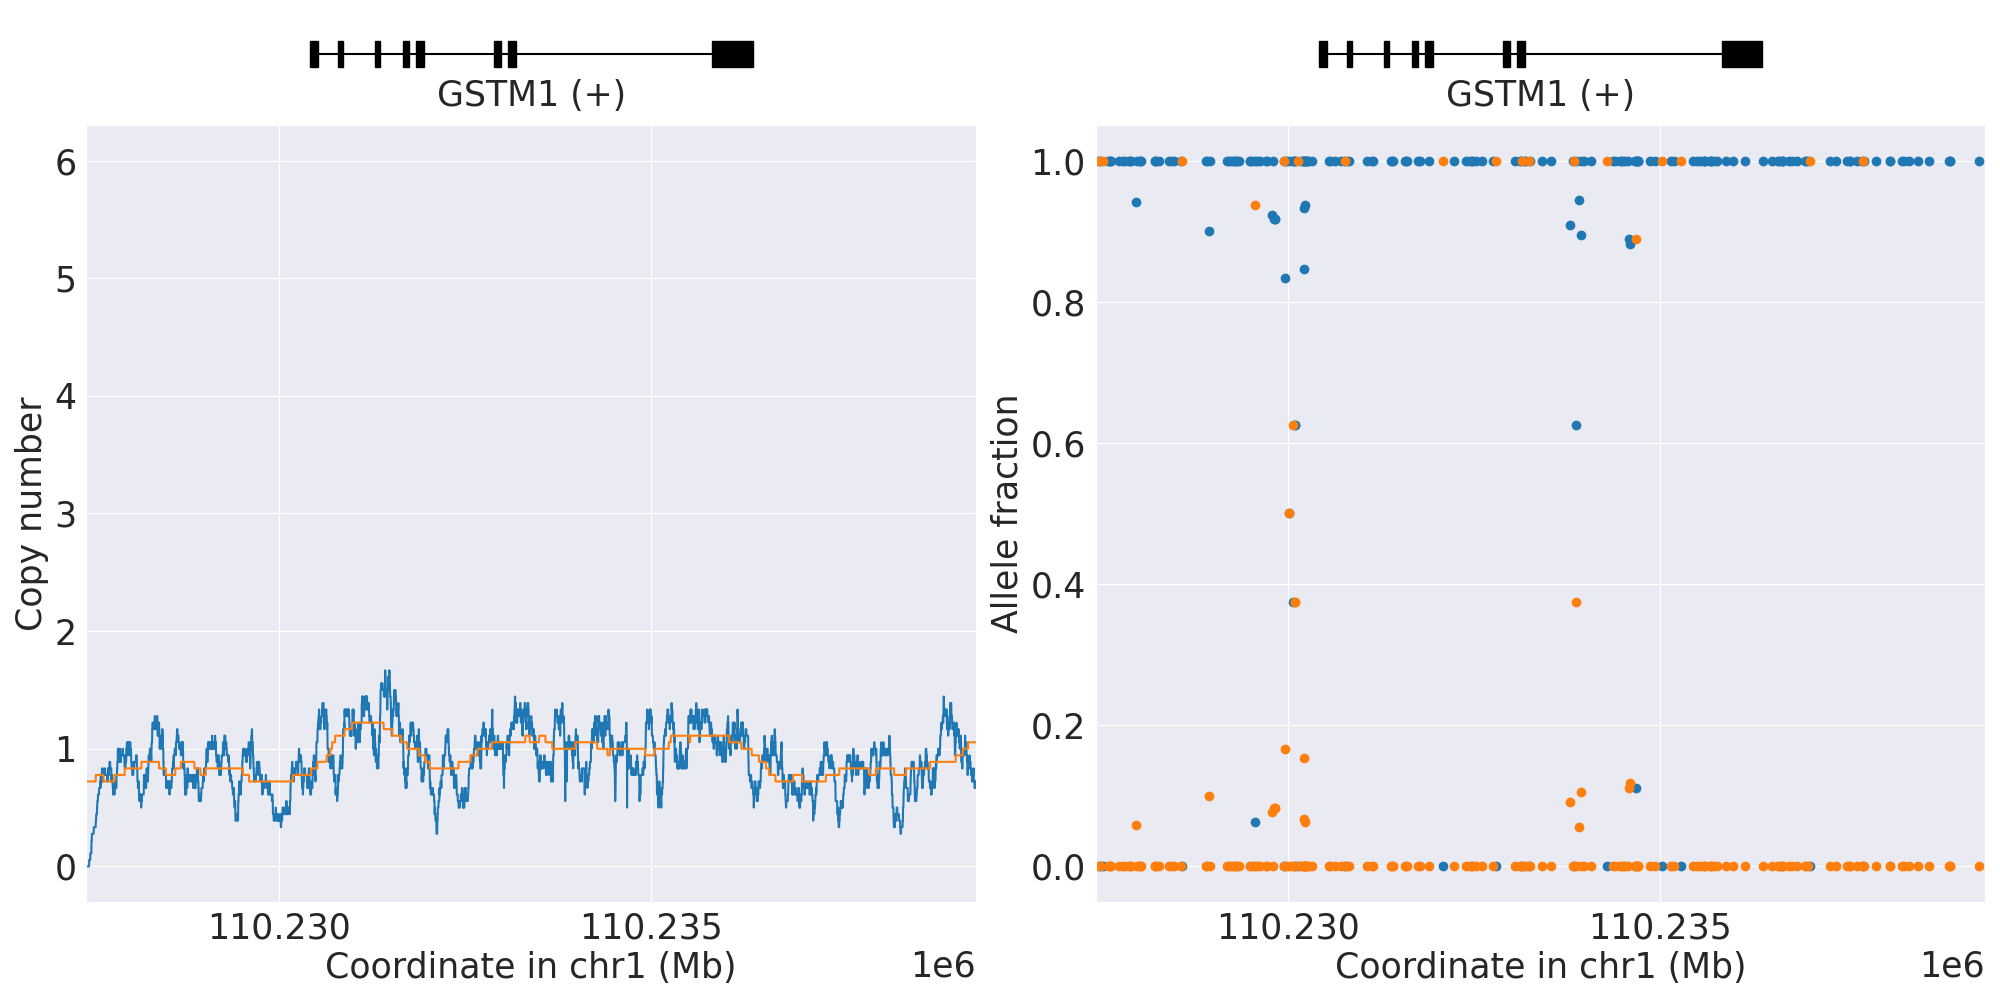 GSTM1 (+)
6
5
4
3
2
1
0
Copy number
110.230
110.235
Coordinate in chr1 (Mb)
1e6
GSTM1 (+)
1.0
0.8
0.6
0.4
0.2
0.0
Allele fraction
110.230
110.235
Coordinate in chr1 (Mb)
1e6